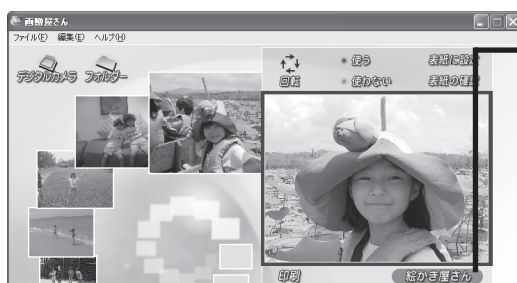 画餅屋さん
ファイル(F) 編集(E) ヘルプ(H)
デジタルカメラ フォルダー
回転
使う
使わない
表紙に設定
表紙の確認
印刷
絵かき屋さん